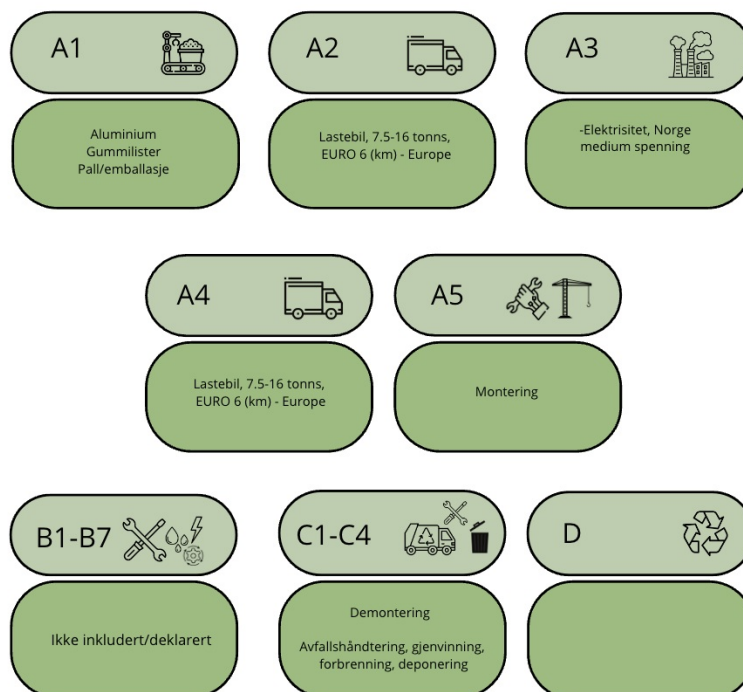 A1
A2
A3
Aluminium
Gummilister
Pall/emballasje
Lastebil, 7.5-16 tonns,
EURO 6 (km) - Europe
-Elektrisitet, Norge
medium spenning
A4
A5
Lastebil, 7.5-16 tonns,
EURO 6 (km) - Europe
Montering
B1-B7
C1-C4
D
Ikke inkludert/deklarert
Demontering
Avfallshåndtering, gjenvinning,
forbrenning, deponering